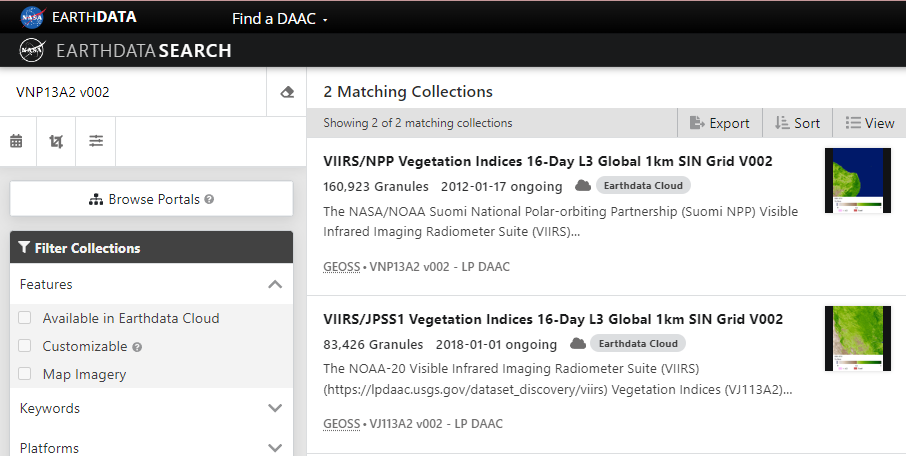 NASA EARTHDATA Find a DAAC
NASA EARTHDATA SEARCH
VNP13A2 v002
2 Matching Collections
Showing 2 of 2 matching collections Export Sort View
Browse Portals ?
Filter Collections
Features
Available in Earthdata Cloud
Customizable ?
Map Imagery
Keywords
Platforms
VIIRS/NPP Vegetation Indices 16-Day L3 Global 1km SIN Grid V002
160,923 Granules 2012-01-17 ongoing Earthdata Cloud
The NASA/NOAA Suomi National Polar-orbiting Partnership (Suomi NPP) Visible
Infrared Imaging Radiometer Suite (VIIRS)...
GEOSS • VNP13A2 v002 - LP DAAC
VIIRS/JPSS1 Vegetation Indices 16-Day L3 Global 1km SIN Grid V002
83,426 Granules 2018-01-01 ongoing Earthdata Cloud
The NOAA-20 Visible Infrared Imaging Radiometer Suite (VIIRS)
(https://lpdaac.usgs.gov/dataset_discovery/viirs) Vegetation Indices (VJ113A2)...
GEOSS • VJ113A2 v002 - LP DAAC